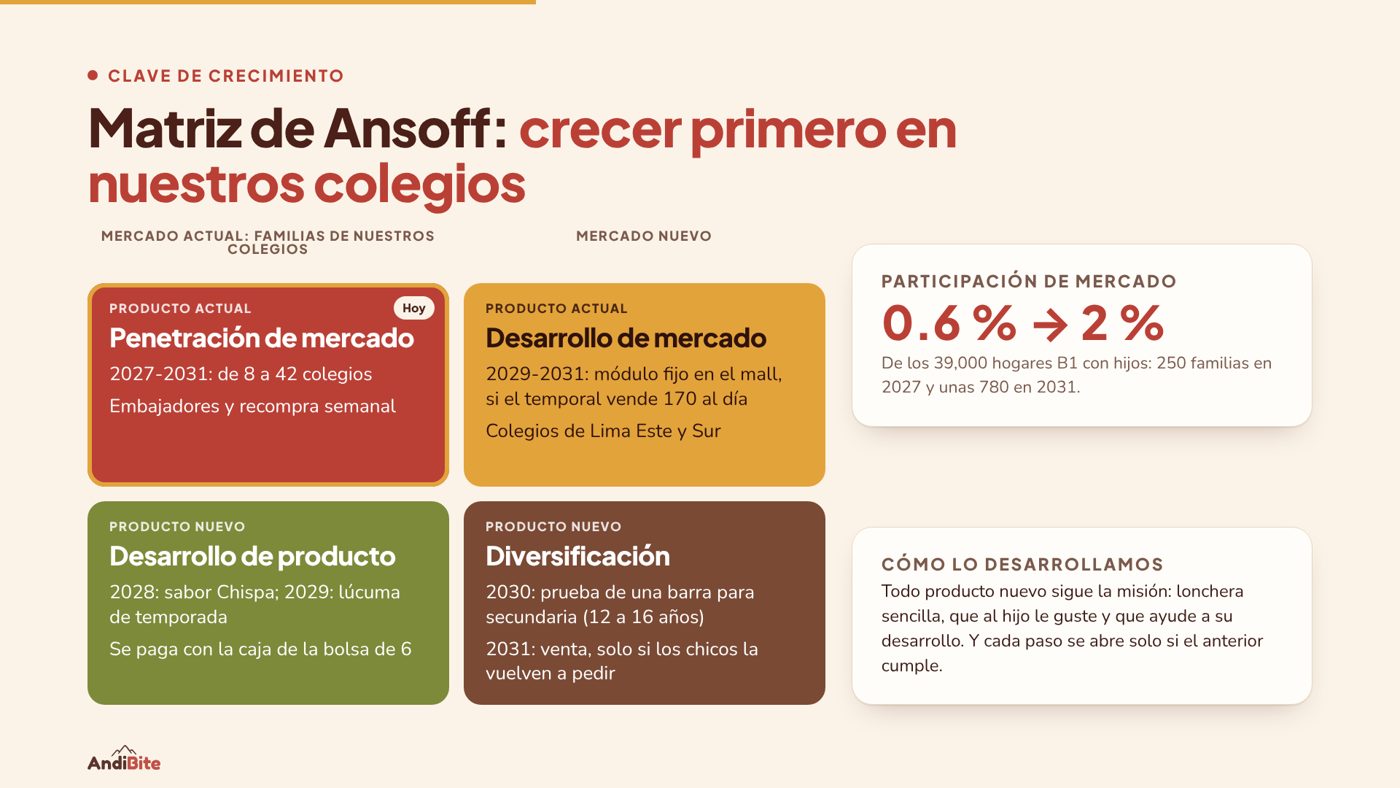 CLAVE DE CRECIMIENTO
Matriz de Ansoff: crecer primero en
nuestros colegios
MERCADO ACTUAL: FAMILIAS DE NUESTROS
COLEGIOS
MERCADO NUEVO
PRODUCTO ACTUAL
Hoy
Penetración de mercado
2027-2031: de 8 a 42 colegios
Embajadores y recompra semanal
PRODUCTO ACTUAL
Desarrollo de mercado
2029-2031: módulo fijo en el mall,
si el temporal vende 170 al día
Colegios de Lima Este y Sur
PRODUCTO NUEVO
Desarrollo de producto
2028: sabor Chispa; 2029: lúcuma
de temporada
Se paga con la caja de la bolsa de 6
PRODUCTO NUEVO
Diversificación
2030: prueba de una barra para
secundaria (12 a 16 años)
2031: venta, solo si los chicos la
vuelven a pedir
PARTICIPACIÓN DE MERCADO
0.6 % → 2 %
De los 39,000 hogares B1 con hijos: 250 familias en
2027 y unas 780 en 2031.
CÓMO LO DESARROLLAMOS
Todo producto nuevo sigue la misión: lonchera
sencilla, que al hijo le guste y que ayude a su
desarrollo. Y cada paso se abre solo si el anterior
cumple.
AndiBite